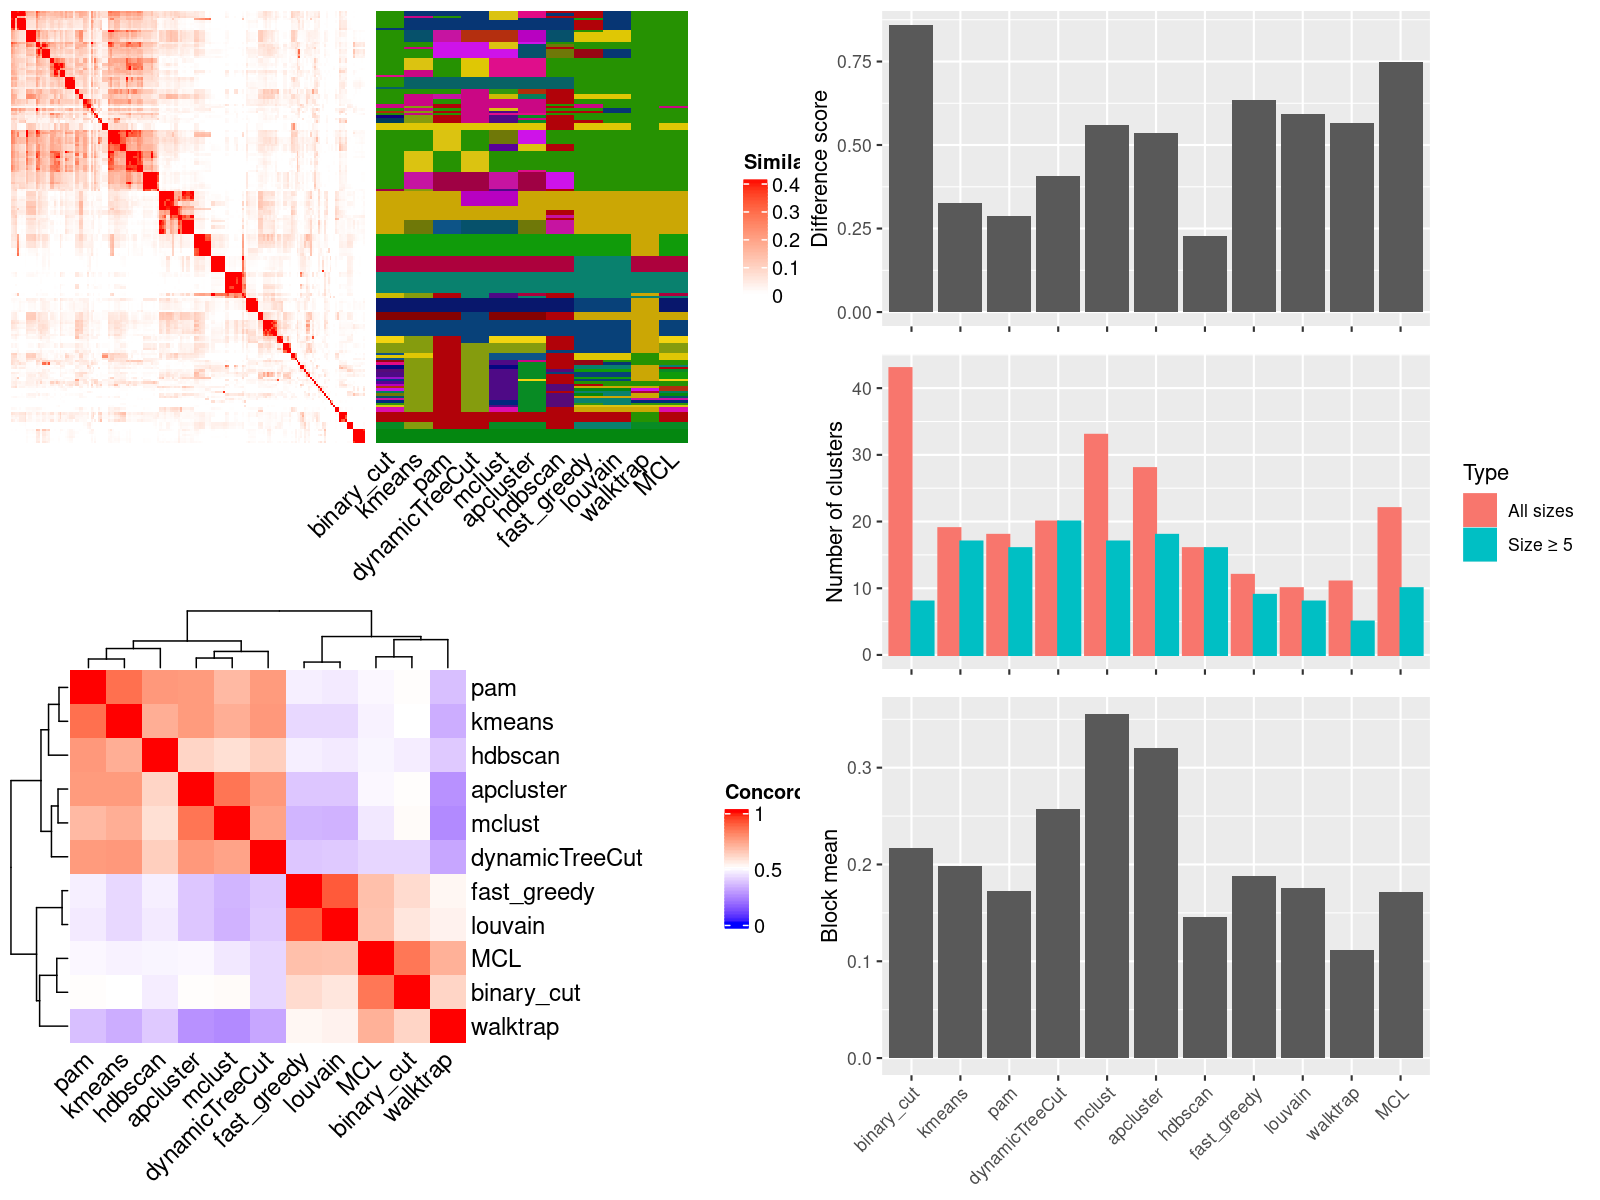 Simila
0.4
0.3
0.2
0.1
0
binary_cut
kmeans
pam
dynamicTreeCut
mclust
apcluster
hdbscan
fast_greedy
louvain
walktrap
MCL
pam
kmeans
hdbscan
apcluster
mclust
dynamicTreeCut
fast_greedy
louvain
MCL
binary_cut
walktrap
pam
kmeans
hdbscan
apcluster
mclust
dynamicTreeCut
fast_greedy
louvain
MCL
binary_cut
walktrap
Concord
1
0.5
0
Difference score
0.75
0.50
0.25
0.00
Number of clusters
40
30
20
10
0
Type
All sizes
Size ≥ 5
Block mean
0.3
0.2
0.1
0.0
binary_cut
kmeans
pam
dynamicTreeCut
mclust
apcluster
hdbscan
fast_greedy
louvain
walktrap
MCL